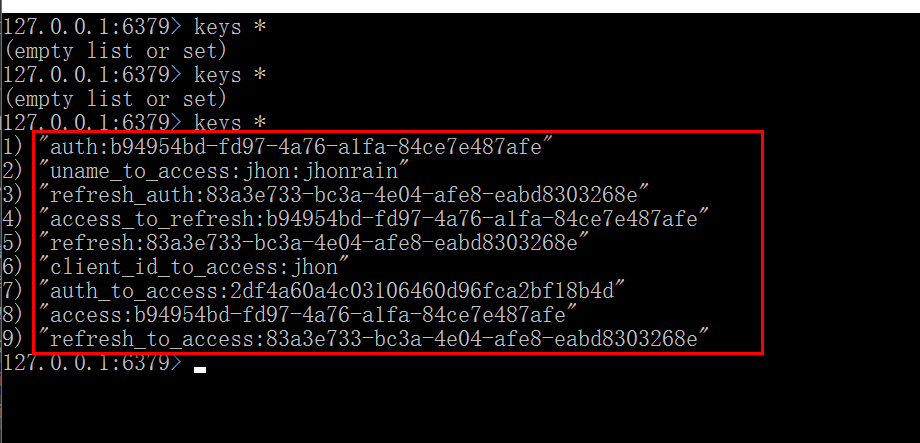 127.0.0.1:6379> keys *
(empty list or set)
127.0.0.1:6379> keys *
(empty list or set)
127.0.0.1:6379> keys *
1) "auth:b94954bd-fd97-4a76-a1fa-84ce7e487afe"
2) "uname_to_access:jhon:jhonrain"
3) "refresh_auth:83a3e733-bc3a-4e04-afe8-eabd8303268e"
4) "access_to_refresh:b94954bd-fd97-4a76-a1fa-84ce7e487afe"
5) "refresh:83a3e733-bc3a-4e04-afe8-eabd8303268e"
6) "client_id_to_access:jhon"
7) "auth_to_access:2df4a60a4c03106460d96fca2bf18b4d"
8) "access:b94954bd-fd97-4a76-a1fa-84ce7e487afe"
9) "refresh_to_access:83a3e733-bc3a-4e04-afe8-eabd8303268e"
127.0.0.1:6379>